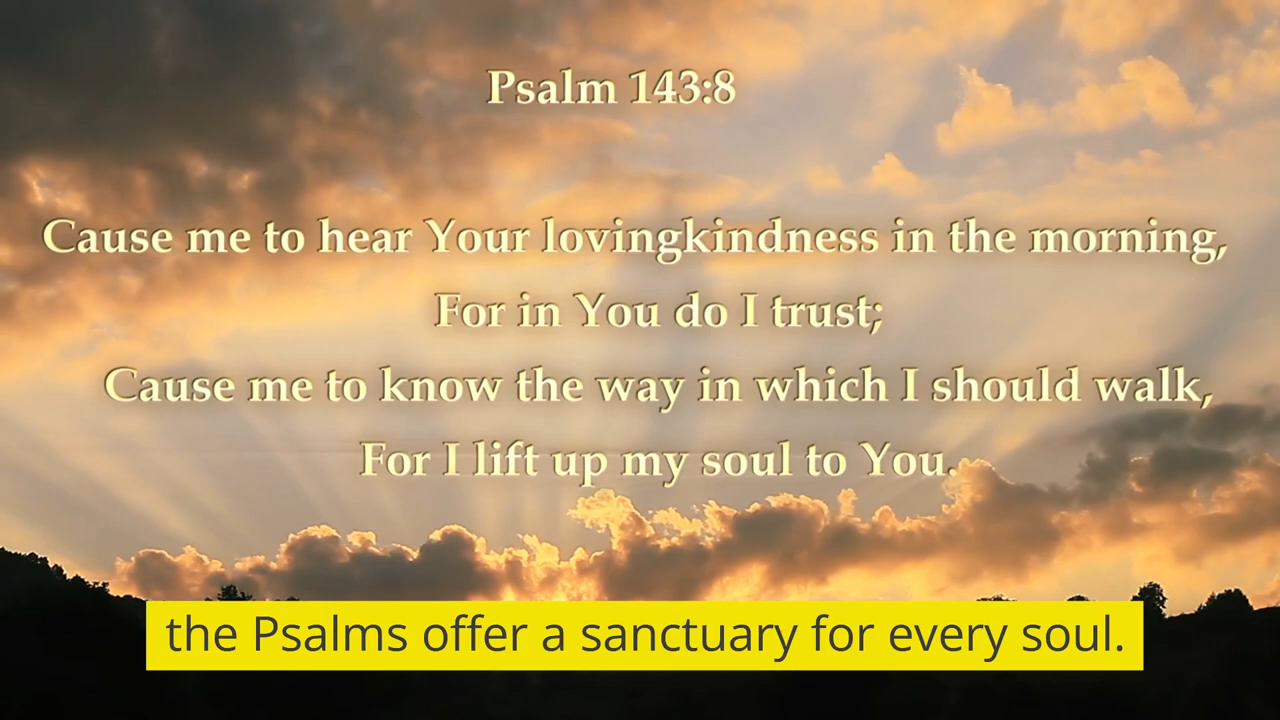 Psalm 143:8
Cause me to hear Your lovingkindness in the morning,
For in You do I trust;
Cause me to know the way in which I should walk,
For I lift up my soul to You.
the Psalms offer a sanctuary for every soul.